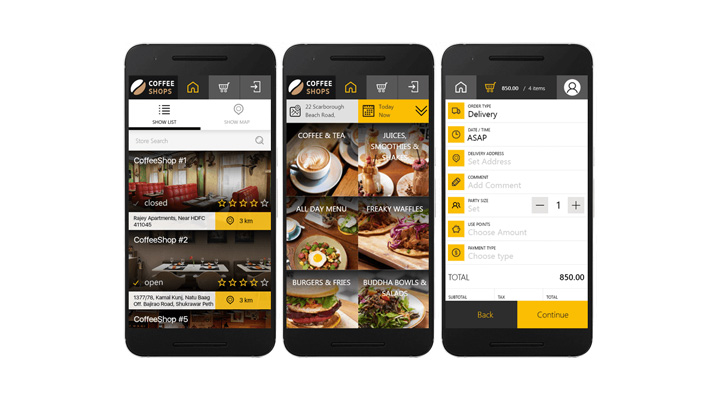 COFFEE
SHOPS
SHOW LIST
SHOW MAP
Store Search
CoffeeShop #1
closed
Rajey Apartments, Near HDFC
411045
3 km
CoffeeShop #2
open
1377/78, Kamal Kunj, Natu Baag
Off. Bajirao Road, Shukrawar Peth
3 km
CoffeeShop #5
COFFEE
SHOPS
22 Scarborough
Beach Road,
Today
Now
COFFEE & TEA
JUICES,
SMOOTHIES &
SHAKES
ALL DAY MENU
FREAKY WAFFLES
BURGERS & FRIES
BUDDHA BOWLS &
SALADS
850.00 / 4 items
ORDER TYPE
Delivery
DATE / TIME
ASAP
DELIVERY ADDRESS
Set Address
COMMENT
Add Comment
PARTY SIZE
Set
1
USE POINTS
Choose Amount
PAYMENT TYPE
Choose type
TOTAL 850.00
SUBTOTAL TAX TOTAL
Back Continue